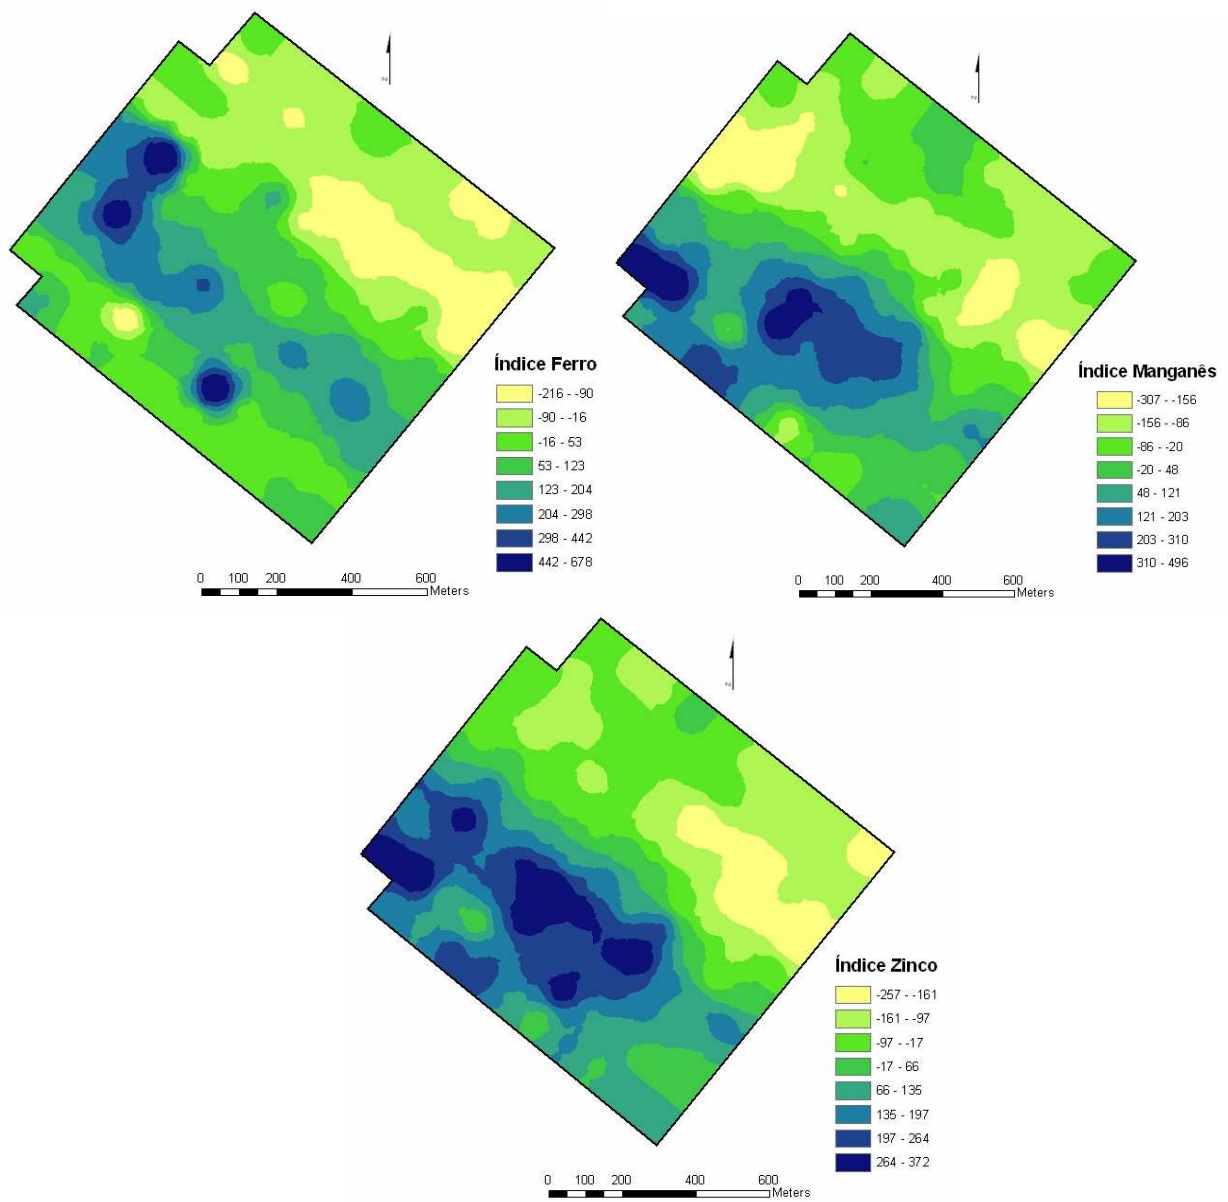 N
Índice Ferro
-216 - -90
-90 - -16
-16 - 53
53 - 123
123 - 204
204 - 298
298 - 442
442 - 678
0 100 200 400 600
Meters
N
Índice Manganês
-307 - -156
-156 - -86
-86 - -20
-20 - 48
48 - 121
121 - 203
203 - 310
310 - 496
0 100 200 400 600
Meters
N
Índice Zinco
-257 - -161
-161 - -97
-97 - -17
-17 - 66
66 - 135
135 - 197
197 - 264
264 - 372
0 100 200 400 600
Meters